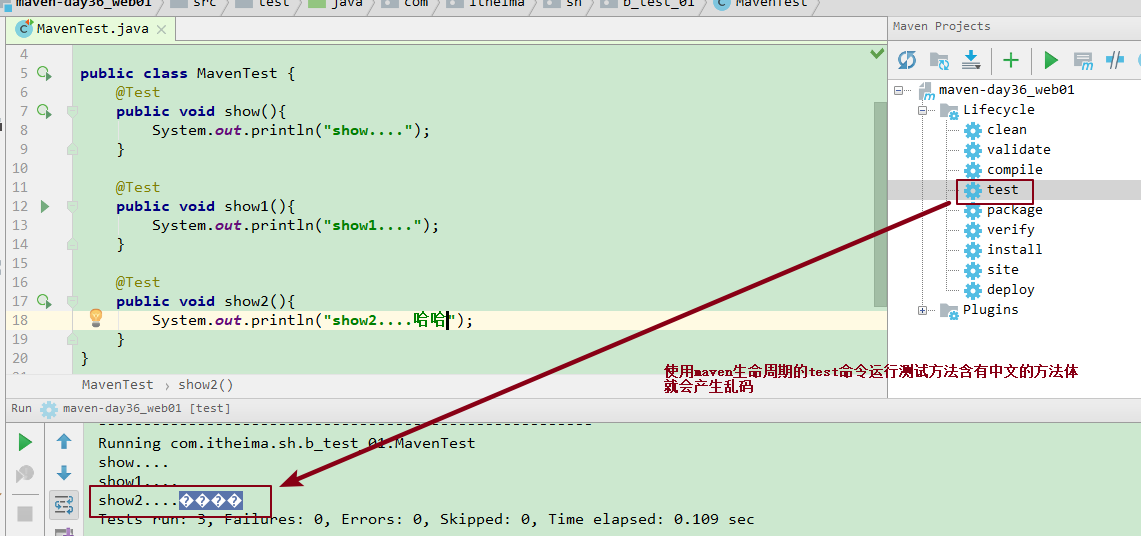 maven-day36_web01 src test java com itheima sh b_test_01 MavenTest
MavenTest.java
Maven Projects
4
5 public class MavenTest {
6 @Test
7 public void show(){
8 System.out.println("show....");
9 }
10
11 @Test
12 public void show1(){
13 System.out.println("show1....");
14 }
15
16 @Test
17 public void show2(){
18 System.out.println("show2....哈哈");
19 }
20 }
MavenTest › show2()
maven-day36_web01
Lifecycle
clean
validate
compile
test
package
verify
install
site
deploy
Plugins
使用maven生命周期的test命令运行测试方法含有中文的方法体
就会产生乱码
Run maven-day36_web01 [test]
Running com.itheima.sh.b_test_01.MavenTest
show....
show1....
show2....����
Tests run: 3, Failures: 0, Errors: 0, Skipped: 0, Time elapsed: 0.109 sec